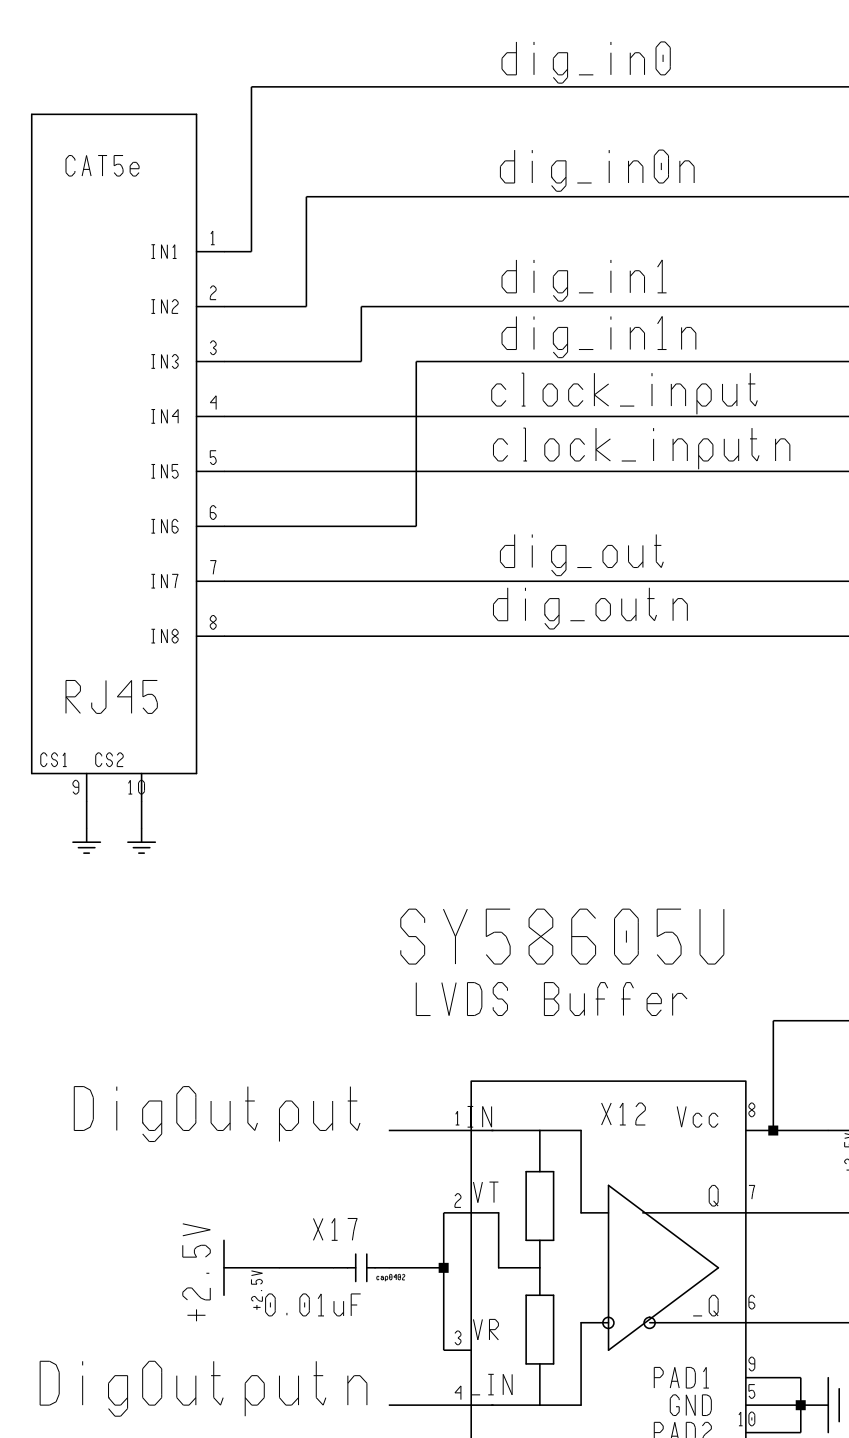 dig_in0
CAT5e
dig_in0n
IN1 1
dig_in1
IN2 2
dig_in1n
IN3 3
clock_input
IN4 4
clock_inputn
IN5 5
IN6 6
dig_out
IN7 7
dig_outn
IN8 8
RJ45
CS1 CS2
9 10
SY58605U
LVDS Buffer
DigOutput
1 IN X12 Vcc 8
+2.5V
2 VT Q 7
X17
+2.5V
+2.5V
cap0402
0.01uF
_Q 6
3 VR
DigOutputn
4 _IN
PAD1 9
GND 5
PAD2 10